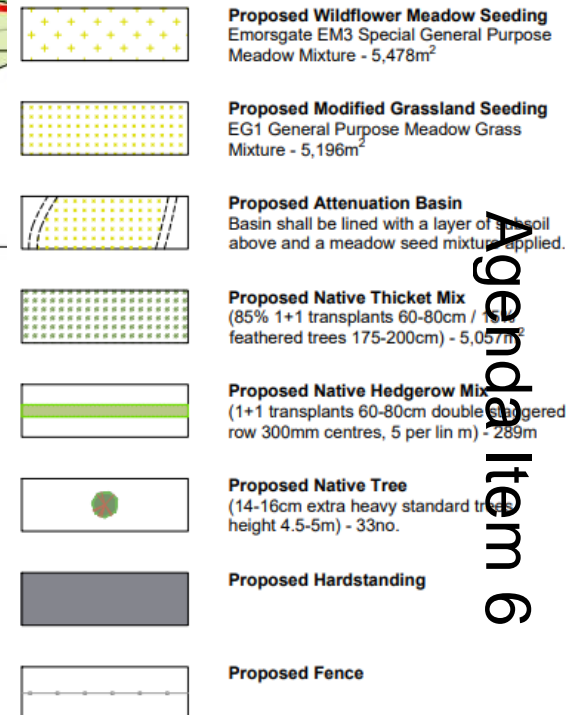 Proposed Wildflower Meadow Seeding
Emorsgate EM3 Special General Purpose
Meadow Mixture - 5,478m²
Proposed Modified Grassland Seeding
EG1 General Purpose Meadow Grass
Mixture - 5,196m²
Proposed Attenuation Basin
Basin shall be lined with a layer of subsoil
above and a meadow seed mixture applied.
Proposed Native Thicket Mix
(85% 1+1 transplants 60-80cm / 15%
feathered trees 175-200cm) - 5,057m²
Proposed Native Hedgerow Mix
(1+1 transplants 60-80cm double staggered
row 300mm centres, 5 per lin m) - 289m
Proposed Native Tree
(14-16cm extra heavy standard trees
height 4.5-5m) - 33no.
Proposed Hardstanding
Proposed Fence
Agenda Item 6